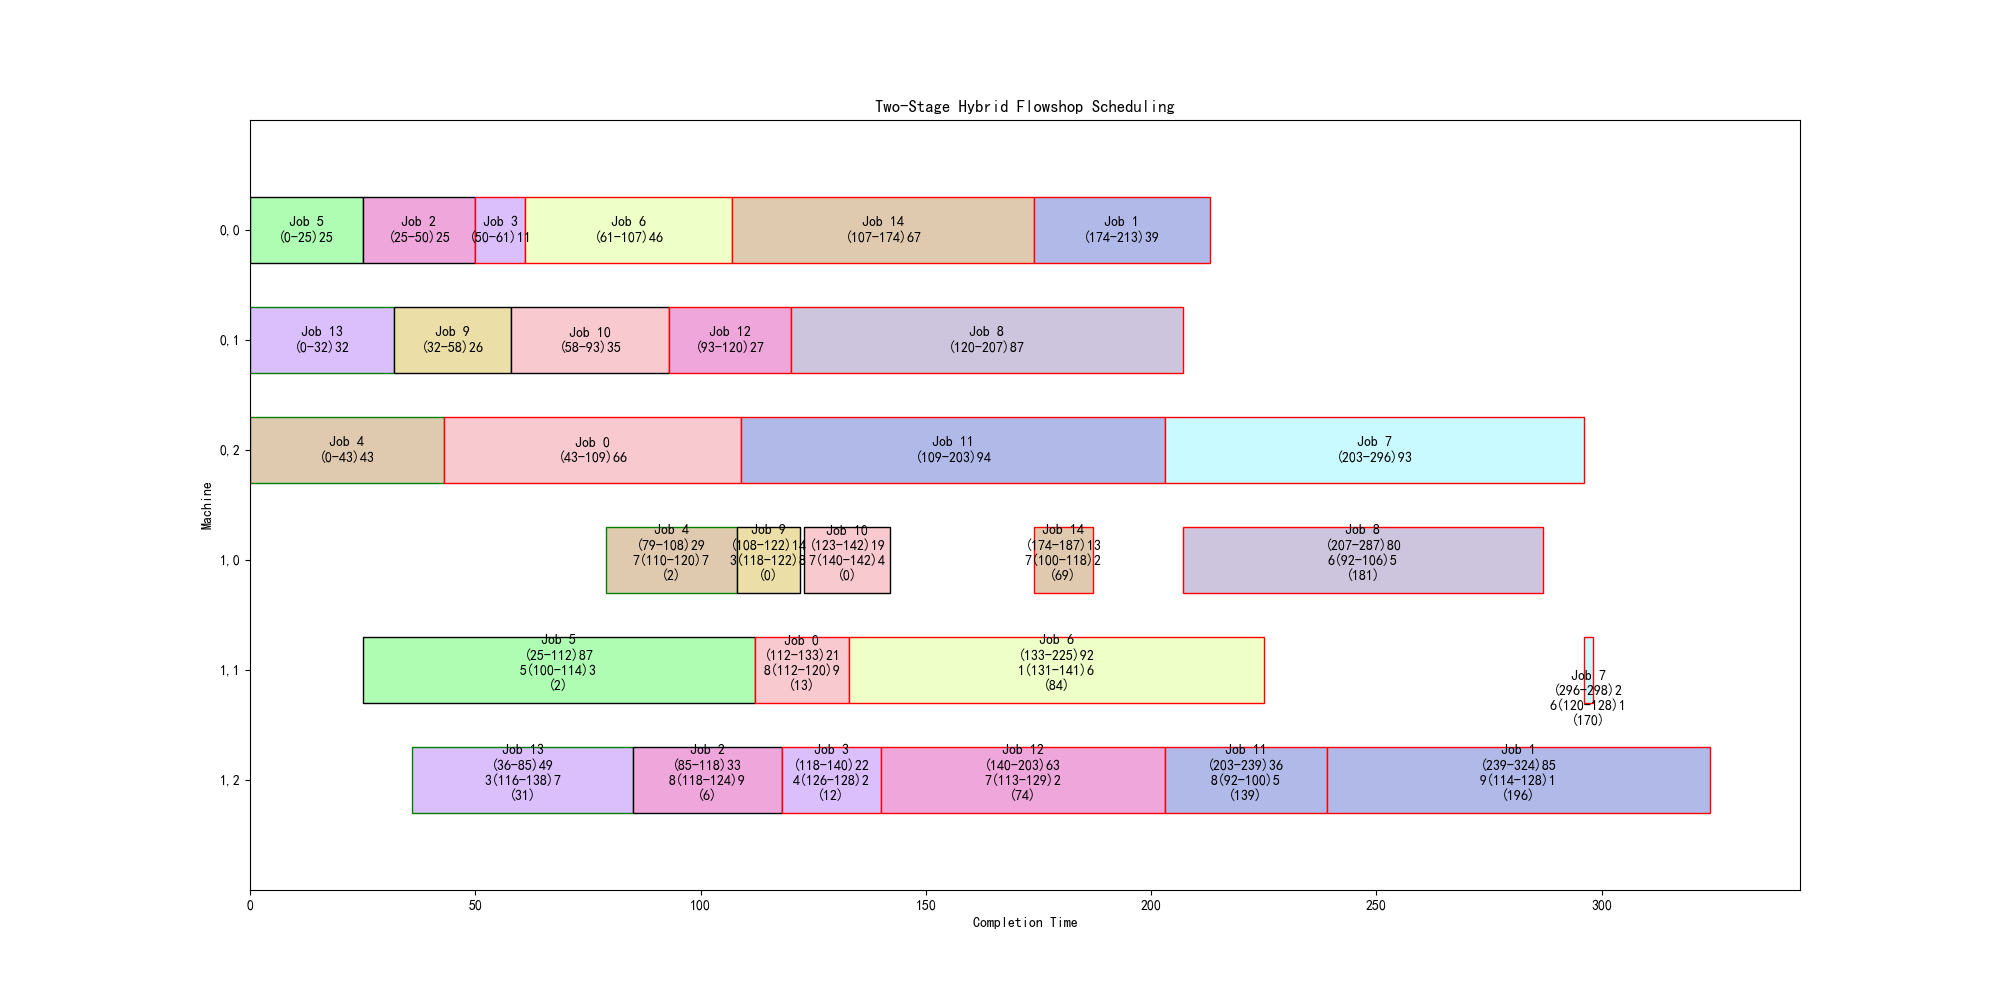 Two-Stage Hybrid Flowshop Scheduling
Machine
0,0
Job 5
(0-25)25
Job 2
(25-50)25
Job 3
(50-61)11
Job 6
(61-107)46
Job 14
(107-174)67
Job 1
(174-213)39
0,1
Job 13
(0-32)32
Job 9
(32-58)26
Job 10
(58-93)35
Job 12
(93-120)27
Job 8
(120-207)87
0,2
Job 4
(0-43)43
Job 0
(43-109)66
Job 11
(109-203)94
Job 7
(203-296)93
1,0
Job 4
(79-108)29
7(110-120)7
(2)
Job 9
(108-122)14
3(118-122)8
(0)
Job 10
(123-142)19
7(140-142)4
(0)
Job 14
(174-187)13
7(100-118)2
(69)
Job 8
(207-287)80
6(92-106)5
(181)
1,1
Job 5
(25-112)87
5(100-114)3
(2)
Job 0
(112-133)21
8(112-120)9
(13)
Job 6
(133-225)92
1(131-141)6
(84)
Job 7
(296-298)2
6(120-128)1
(170)
1,2
Job 13
(36-85)49
3(116-138)7
(31)
Job 2
(85-118)33
8(118-124)9
(6)
Job 3
(118-140)22
4(126-128)2
(12)
Job 12
(140-203)63
7(113-129)2
(74)
Job 11
(203-239)36
8(92-100)5
(139)
Job 1
(239-324)85
9(114-128)1
(196)
0
50
100
150
200
250
300
Completion Time